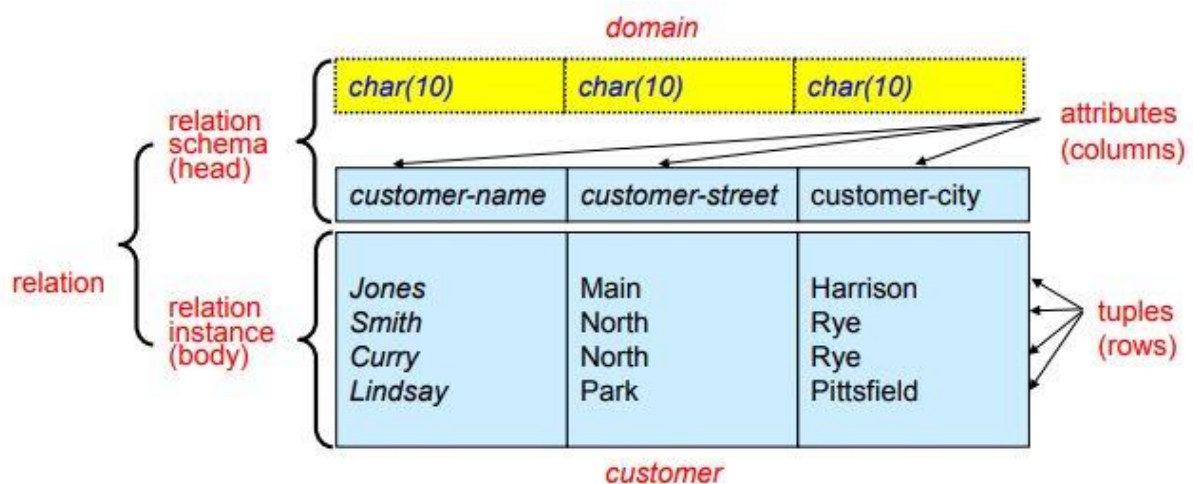 domain
char(10) char(10) char(10)
relation
schema
(head)
attributes
(columns)
customer-name customer-street customer-city
relation
relation
instance
(body)
Jones Main Harrison
Smith North Rye
Curry North Rye
Lindsay Park Pittsfield
tuples
(rows)
customer